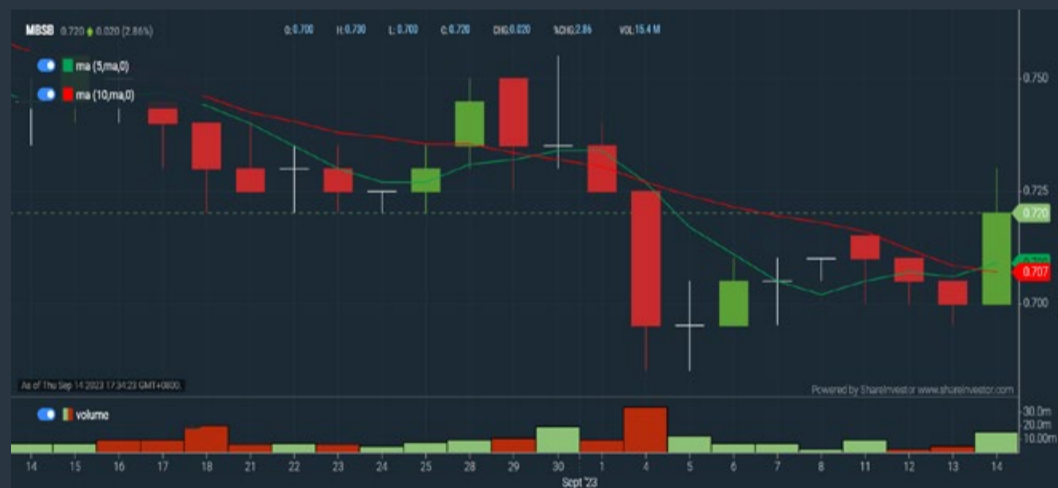 MBSB 0.720 0.020 (2.86%) O: 0.700 H: 0.730 L: 0.700 C: 0.720 CHG:0.020 %CHG:2.86 VOL:15.4 M
ma (5,ma,0)
ma (10,ma,0)
0.750
0.725
0.720
0.707
0.700
As of Thu Sep 14 2023 17:34:23 GMT+0800.
Powered by ShareInvestor www.shareinvestor.com
volume
30.0m
20.0m
10.00m
14 15 16 17 18 21 22 23 24 25 28 29 30 1 4 5 6 7 8 11 12 13 14
Sept '23